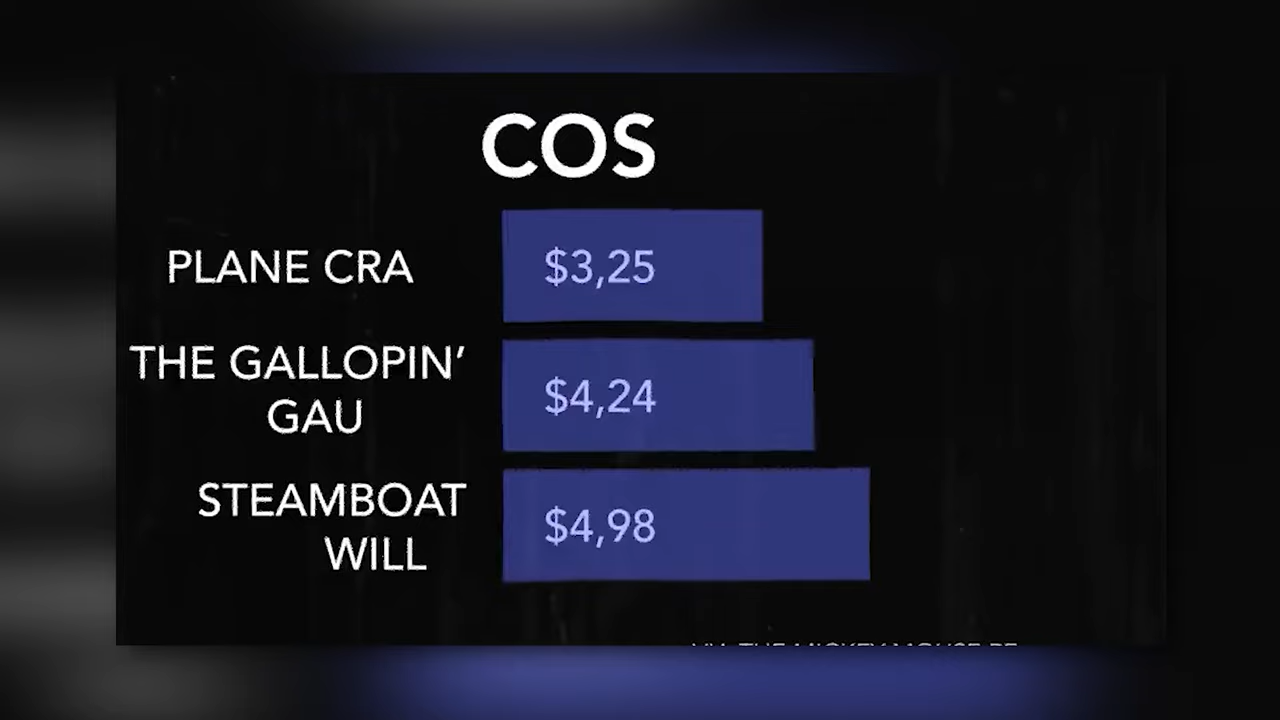 COS
PLANE CRA
$3,25
THE GALLOPIN’
GAU
$4,24
STEAMBOAT
WILL
$4,98